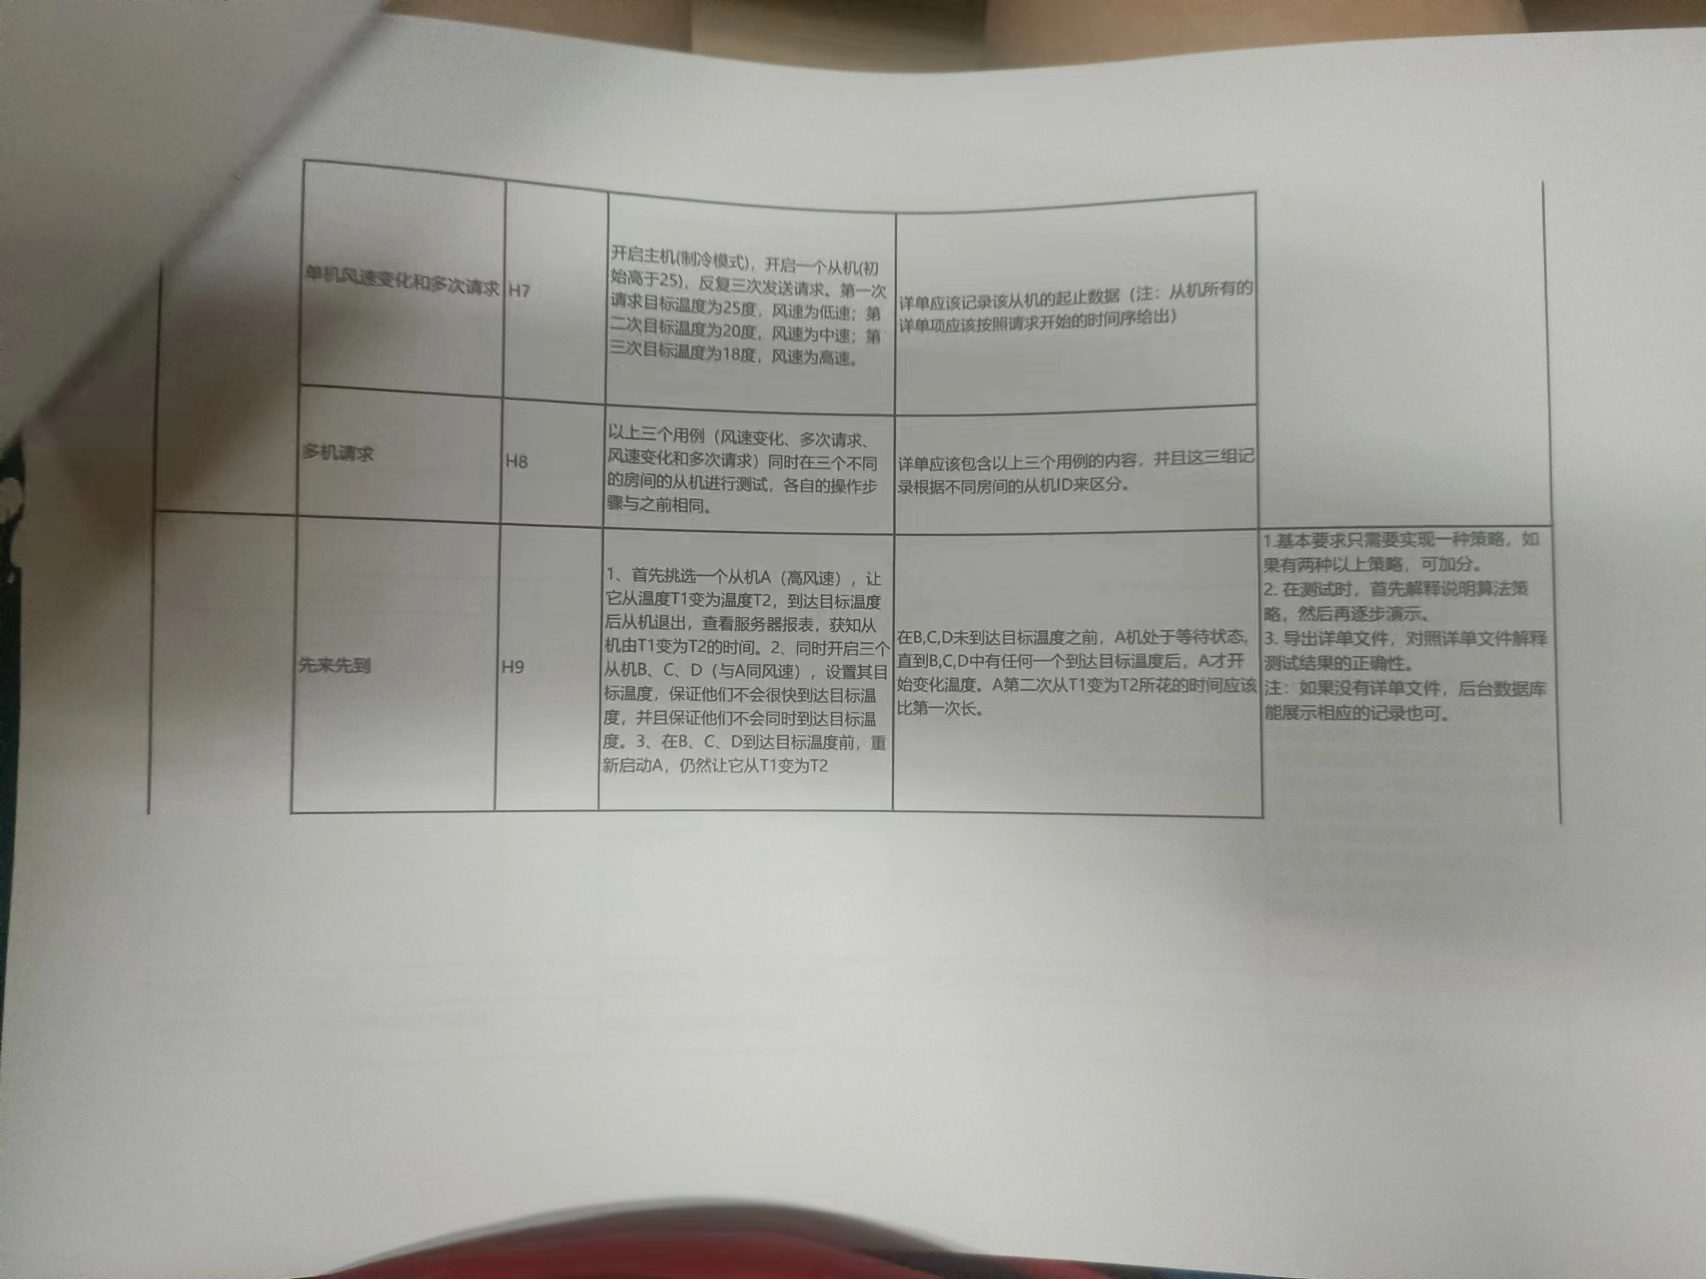 单机风速变化和多次请求
H7
开启主机(制冷模式)，开启一个从机(初
始高于25)，反复三次发送请求。第一次
请求目标温度为25度，风速为低速；第
二次目标温度为20度，风速为中速；第
三次目标温度为18度，风速为高速。
详单应该记录该从机的起止数据（注：从机所有的
详单项应该按照请求开始的时间序给出）
多机请求
H8
以上三个用例（风速变化、多次请求、
风速变化和多次请求）同时在三个不同
的房间的从机进行测试，各自的操作步
骤与之前相同。
详单应该包含以上三个用例的内容，并且这三组记
录根据不同房间的从机ID来区分。
先来先到
H9
1、首先挑选一个从机A（高风速），让
它从温度T1变为温度T2，到达目标温度
后从机退出，查看服务器报表，获知从
机由T1变为T2的时间。2、同时开启三个
从机B、C、D（与A同风速），设置其目
标温度，保证他们不会很快到达目标温
度，并且保证他们不会同时到达目标温
度。3、在B、C、D到达目标温度前，重
新启动A，仍然让它从T1变为T2
在B,C,D未到达目标温度之前，A机处于等待状态，
直到B,C,D中有任何一个到达目标温度后，A才开
始变化温度。A第二次从T1变为T2所花的时间应该
比第一次长。
1.基本要求只需要实现一种策略，如
果有两种以上策略，可加分。
2. 在测试时，首先解释说明算法策
略，然后再逐步演示。
3. 导出详单文件，对照详单文件解释
测试结果的正确性。
注：如果没有详单文件，后台数据库
能展示相应的记录也可。